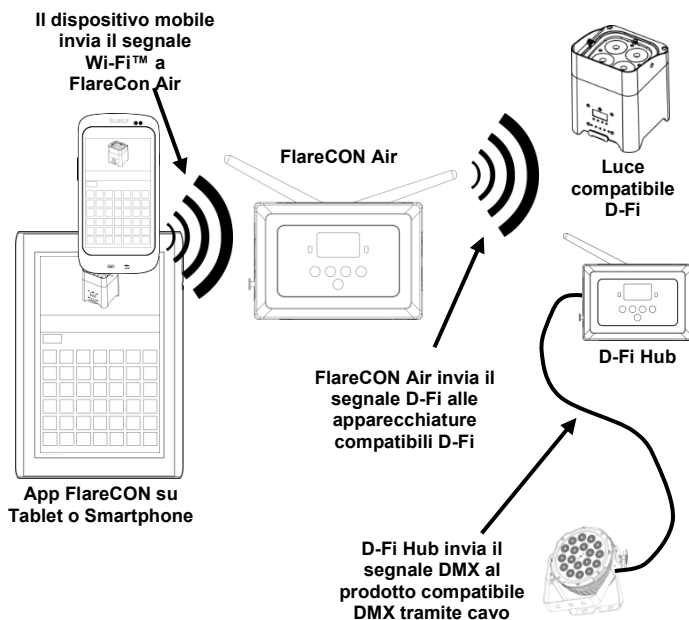 Il dispositivo mobile
invia il segnale
Wi-Fi™ a
FlareCon Air
FlareCON Air
Luce
compatibile
D-Fi
D-Fi Hub
FlareCON Air invia il
segnale D-Fi alle
apparecchiature
compatibili D-Fi
App FlareCON su
Tablet o Smartphone
D-Fi Hub invia il
segnale DMX al
prodotto compatibile
DMX tramite cavo